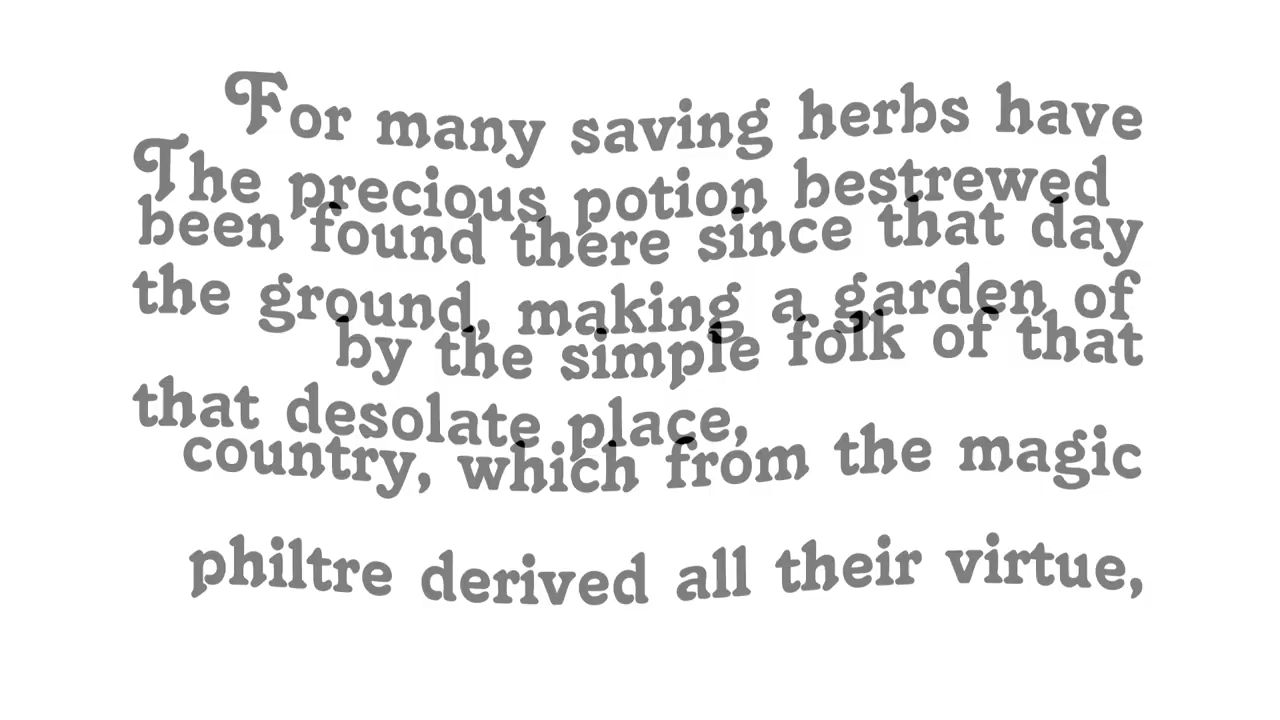 For many saving herbs have
been found there since that day
by the simple folk of that
country, which from the magic
philtre derived all their virtue,
The precious potion bestrewed
the ground, making a garden of
that desolate place,